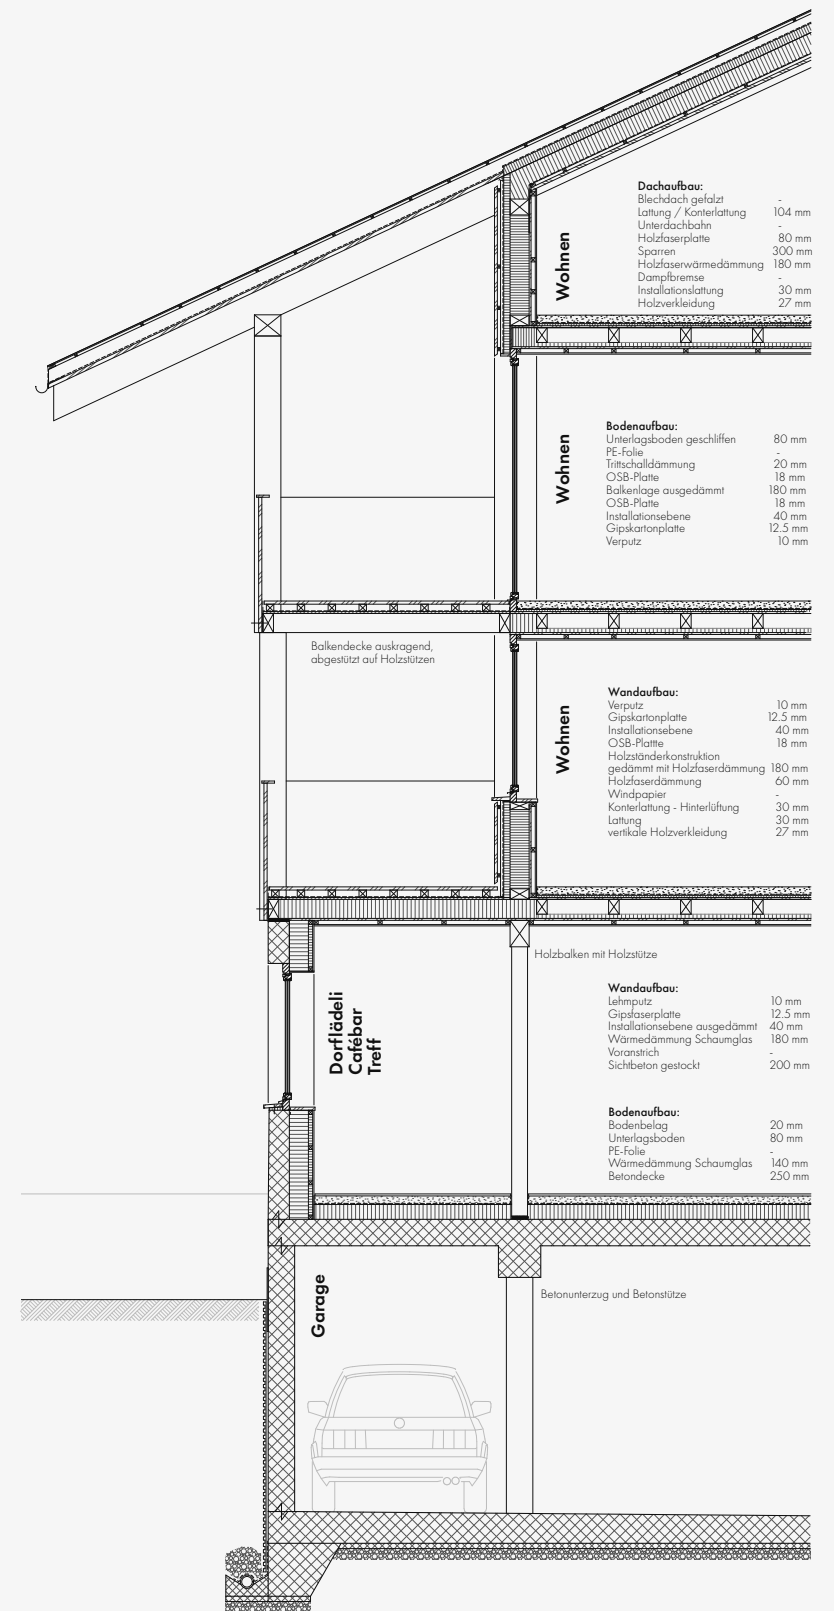 Dachaufbau:
Blechdach gefalzt -
Lattung / Konterlattung 104 mm
Unterdachbahn -
Holzfaserplatte 80 mm
Sparren 300 mm
Holzfaserwärmedämmung 180 mm
Dampfbremse -
Installationslattung 30 mm
Holzverkleidung 27 mm
Wohnen
Bodenaufbau:
Unterlagsboden geschliffen 80 mm
PE-Folie -
Trittschalldämmung 20 mm
OSB-Platte 18 mm
Balkenlage ausgedämmt 180 mm
OSB-Platte 18 mm
Installationsebene 40 mm
Gipskartonplatte 12.5 mm
Verputz 10 mm
Wohnen
Balkendecke auskragend,
abgestützt auf Holzstützen
Wandaufbau:
Verputz 10 mm
Gipskartonplatte 12.5 mm
Installationsebene 40 mm
OSB-Plattte 18 mm
Holzständerkonstruktion
gedämmt mit Holzfaserdämmung 180 mm
Holzfaserdämmung 60 mm
Windpapier -
Konterlattung - Hinterlüftung 30 mm
Lattung 30 mm
vertikale Holzverkleidung 27 mm
Wohnen
Holzbalken mit Holzstütze
Dorflädeli
Cafébar
Treff
Wandaufbau:
Lehmputz 10 mm
Gipsfaserplatte 12.5 mm
Installationsebene ausgedämmt 40 mm
Wärmedämmung Schaumglas 180 mm
Voranstrich -
Sichtbeton gestockt 200 mm
Bodenaufbau:
Bodenbelag 20 mm
Unterlagsboden 80 mm
PE-Folie -
Wärmedämmung Schaumglas 140 mm
Betondecke 250 mm
Garage
Betonunterzug und Betonstütze